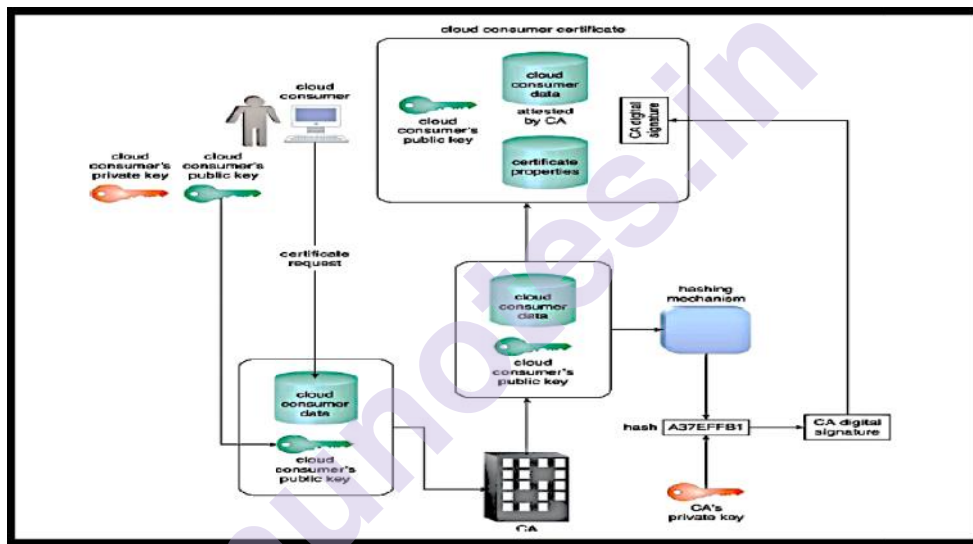 cloud consumer certificate
cloud
consumer
data
attested
by CA
cloud
consumer's
public key
CA digital
signature
certificate
properties
cloud
consumer
cloud
consumer's
private key
cloud
consumer's
public key
certificate
request
cloud
consumer
data
cloud
consumer's
public key
hashing
mechanism
cloud
consumer
data
cloud
consumer's
public key
hash
A37EFFB1
CA digital
signature
CA
CA's
private key
munotes.in